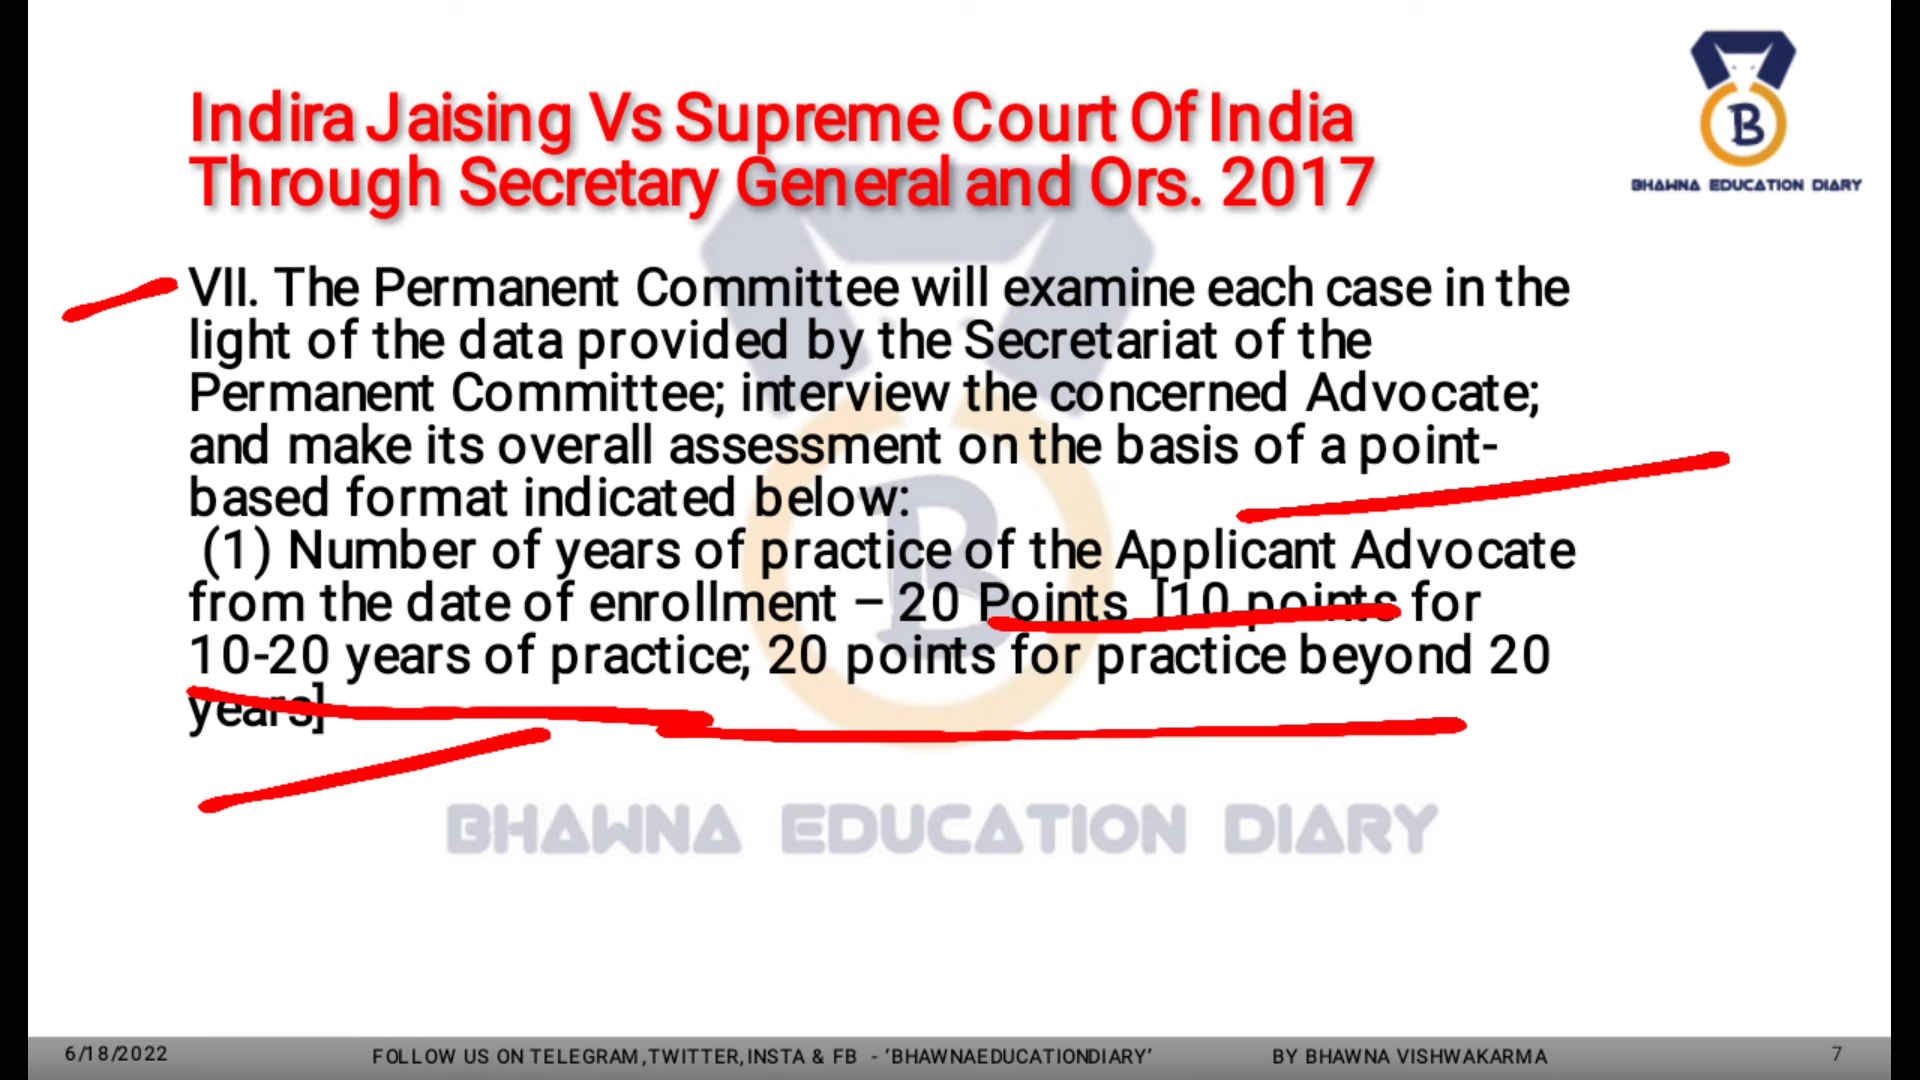 Indira Jaising Vs Supreme Court Of India
Through Secretary General and Ors. 2017
B
BHAWNA EDUCATION DIARY
VII. The Permanent Committee will examine each case in the
light of the data provided by the Secretariat of the
Permanent Committee; interview the concerned Advocate;
and make its overall assessment on the basis of a point-
based format indicated below:
(1) Number of years of practice of the Applicant Advocate
from the date of enrollment – 20 Points [10 points for
10-20 years of practice; 20 points for practice beyond 20
years]
B
BHAWNA EDUCATION DIARY
6/18/2022
FOLLOW US ON TELEGRAM,TWITTER,INSTA & FB - ‘BHAWNAEDUCATIONDIARY’
BY BHAWNA VISHWAKARMA
7